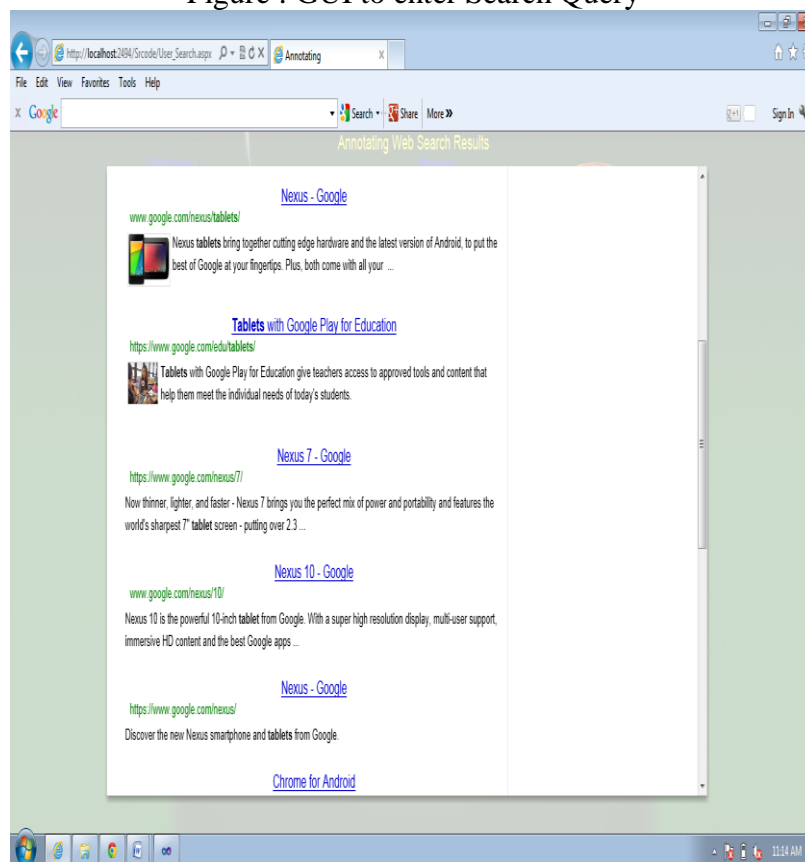 Figure : GUI to enter Search Query
http://localhost:2494/Srcode/User_Search.aspx
Annotating
File Edit View Favorites Tools Help
x Google Search Share More »
g+1 Sign In
Annotating Web Search Results
Nexus - Google
www.google.com/nexus/tablets/
Nexus tablets bring together cutting edge hardware and the latest version of Android, to put the
best of Google at your fingertips. Plus, both come with all your ...
Tablets with Google Play for Education
https://www.google.com/edu/tablets/
Tablets with Google Play for Education give teachers access to approved tools and content that
help them meet the individual needs of today's students.
Nexus 7 - Google
https://www.google.com/nexus/7/
Now thinner, lighter, and faster - Nexus 7 brings you the perfect mix of power and portability and features the
world's sharpest 7" tablet screen - putting over 2.3 ...
Nexus 10 - Google
www.google.com/nexus/10/
Nexus 10 is the powerful 10-inch tablet from Google. With a super high resolution display, multi-user support,
immersive HD content and the best Google apps ...
Nexus - Google
https://www.google.com/nexus/
Discover the new Nexus smartphone and tablets from Google.
Chrome for Android
11:14 AM